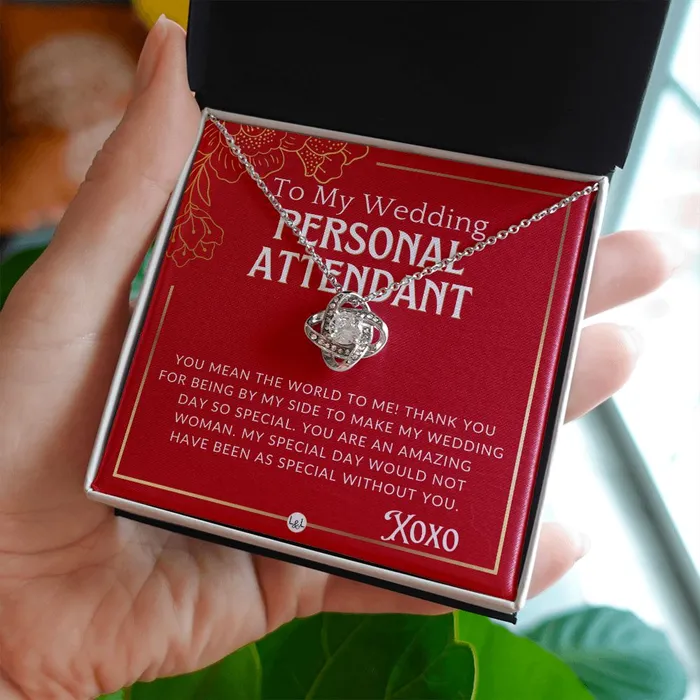 To My Wedding
PERSONAL
ATTENDANT
YOU MEAN THE WORLD TO ME! THANK YOU
FOR BEING BY MY SIDE TO MAKE MY WEDDING
DAY SO SPECIAL. YOU ARE AN AMAZING
WOMAN. MY SPECIAL DAY WOULD NOT
HAVE BEEN AS SPECIAL WITHOUT YOU.
L&L
Xoxo